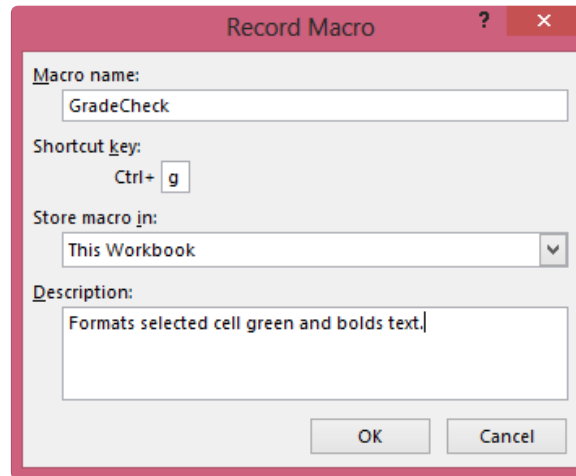 Record Macro ? ×
Macro name:
GradeCheck
Shortcut key:
Ctrl+ g
Store macro in:
This Workbook
Description:
Formats selected cell green and bolds text.
OK Cancel